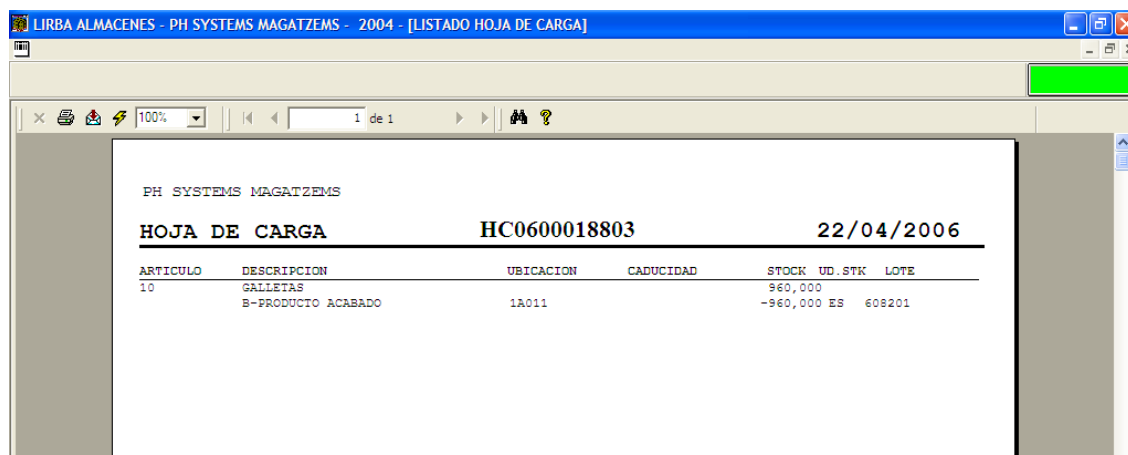 LIRBA ALMACENES - PH SYSTEMS MAGATZEMS - 2004 - [LISTADO HOJA DE CARGA]
100% 1 de 1
PH SYSTEMS MAGATZEMS
HOJA DE CARGA HC0600018803 22/04/2006
ARTICULO DESCRIPCION UBICACION CADUCIDAD STOCK UD.STK LOTE
10 GALLETAS 960,000
B-PRODUCTO ACABADO 1A011 -960,000 ES 608201